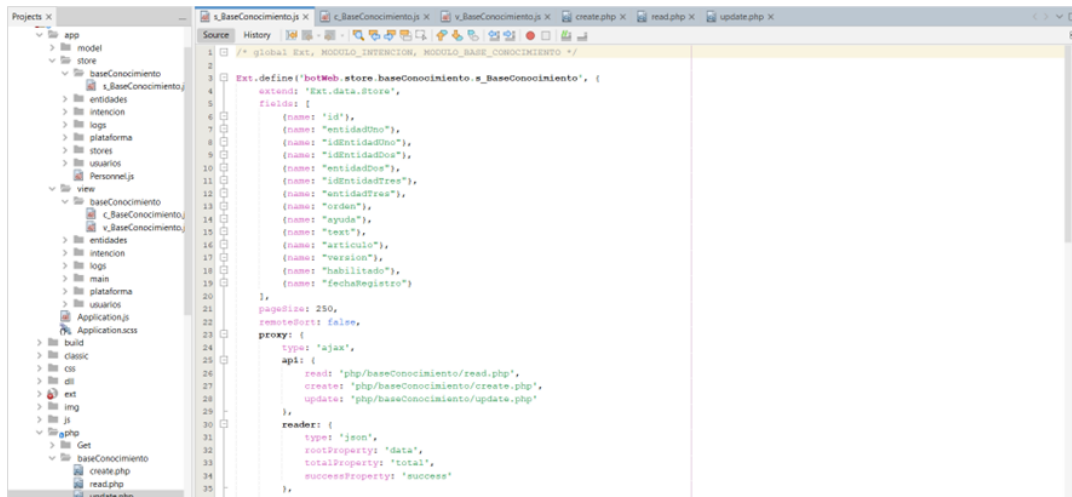 Projects
app
model
store
baseConocimiento
s_BaseConocimiento.j
entidades
intencion
logs
plataforma
stores
usuarios
Personnel.js
view
baseConocimiento
c_BaseConocimiento.j
v_BaseConocimiento.j
entidades
intencion
logs
main
plataforma
usuarios
Application.js
Application.scss
build
classic
css
dll
ext
img
js
php
Get
baseConocimiento
create.php
read.php
update.php
s_BaseConocimiento.js c_BaseConocimiento.js v_BaseConocimiento.js create.php read.php update.php
Source History
1 /* global Ext, MODULO_INTENCION, MODULO_BASE_CONOCIMIENTO */
2
3 Ext.define('botWeb.store.baseConocimiento.s_BaseConocimiento', {
4 extend: 'Ext.data.Store',
5 fields: [
6 {name: 'id'},
7 {name: "entidadUno"},
8 {name: "idEntidadUno"},
9 {name: "idEntidadDos"},
10 {name: "entidadDos"},
11 {name: "idEntidadTres"},
12 {name: "entidadTres"},
13 {name: "orden"},
14 {name: "ayuda"},
15 {name: "text"},
16 {name: "articulo"},
17 {name: "version"},
18 {name: "habilitado"},
19 {name: "fechaRegistro"}
20 ],
21 pageSize: 250,
22 remoteSort: false,
23 proxy: {
24 type: 'ajax',
25 api: {
26 read: 'php/baseConocimiento/read.php',
27 create: 'php/baseConocimiento/create.php',
28 update: 'php/baseConocimiento/update.php'
29 },
30 reader: {
31 type: 'json',
32 rootProperty: 'data',
33 totalProperty: 'total',
34 successProperty: 'success'
35 },